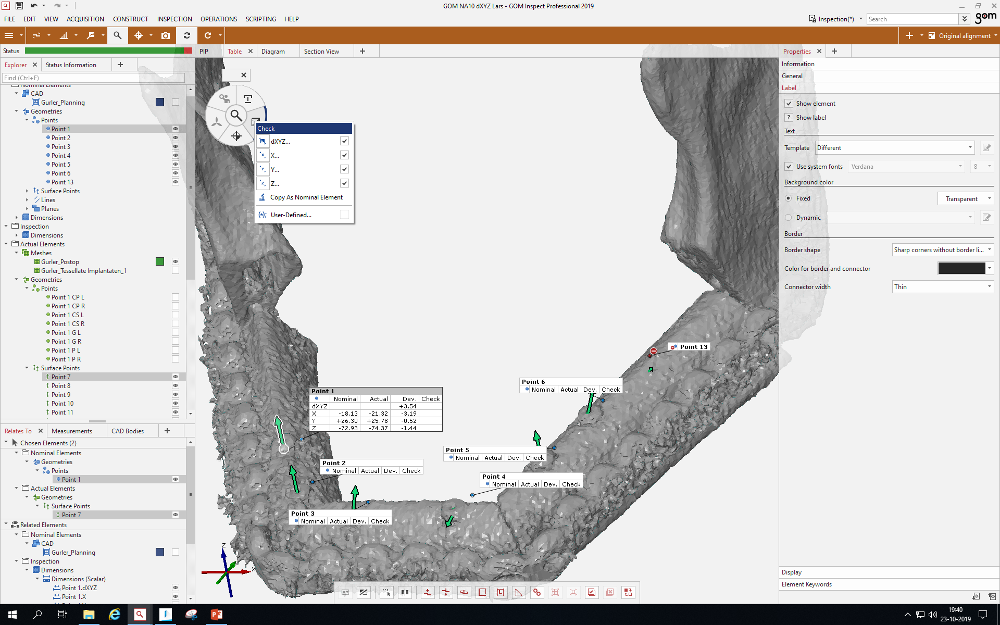 GOM NA10 dXYZ Lars - GOM Inspect Professional 2019
FILE EDIT VIEW ACQUISITION CONSTRUCT INSPECTION OPERATIONS SCRIPTING HELP
Inspection(*) Search gom
Original alignment
Status PIP Table Diagram Section View Properties
Explorer Status Information
Find (Ctrl+F)
Nominal Elements
CAD
Gurler_Planning
Geometries
Points
Point 1
Point 2
Point 3
Point 4
Point 5
Point 6
Point 13
Surface Points
Lines
Planes
Dimensions
Inspection
Dimensions
Actual Elements
Meshes
Gurler_Postop
Gurler_Tessellate Implantaten_1
Geometries
Points
Point 1 CP L
Point 1 CP R
Point 1 CS L
Point 1 CS R
Point 1 G L
Point 1 G R
Point 1 P L
Point 1 P R
Surface Points
Point 7
Point 8
Point 9
Point 10
Point 11
Relates To Measurements CAD Bodies
Chosen Elements (2)
Nominal Elements
Geometries
Points
Point 1
Actual Elements
Geometries
Surface Points
Point 7
Related Elements
Nominal Elements
CAD
Gurler_Planning
Inspection
Dimensions
Dimensions (Scalar)
Point 1.dXYZ
Point 1.X
Check
dXYZ...
X...
Y...
Z...
Copy As Nominal Element
User-Defined...
Point 13
Point 6
Nominal Actual Dev. Check
Point 1
Nominal Actual Dev. Check
dXYZ +3.54
X -18.13 -21.32 -3.19
Y +26.30 +25.78 -0.52
Z -72.93 -74.37 -1.44
Point 5
Nominal Actual Dev. Check
Point 2
Nominal Actual Dev. Check
Point 4
Nominal Actual Dev. Check
Point 3
Nominal Actual Dev. Check
Z
X
Information
General
Label
Show element
? Show label
Text
Template Different
Use system fonts Verdana 8
Background color
Fixed Transparent
Dynamic
Border
Border shape Sharp corners without border li...
Color for border and connector
Connector width Thin
Display
Element Keywords
19:40
23-10-2019